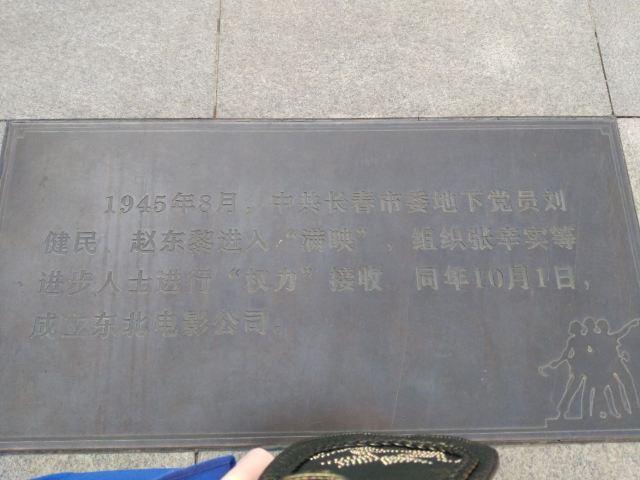 1945年8月，中共长春市委地下党员刘
健民、赵东黎进入“满映”，组织张辛实等
进步人士进行“权力”接收 同年10月1日，
成立东北电影公司。